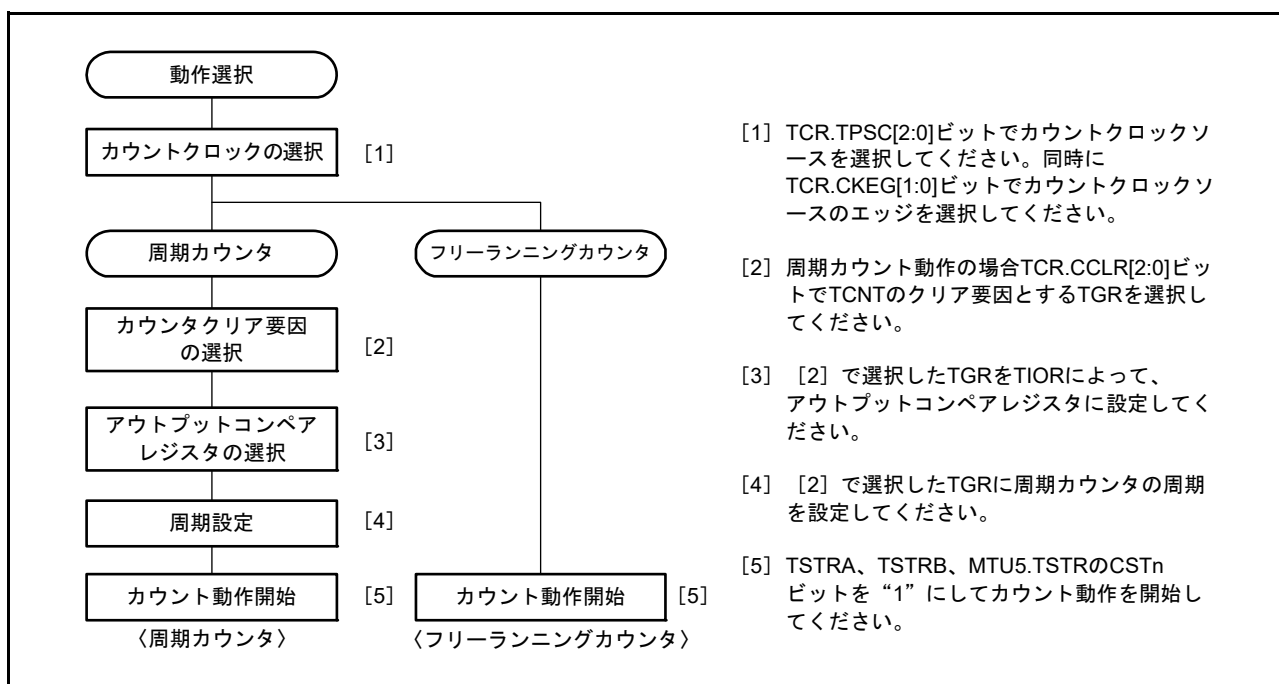 動作選択
カウントクロックの選択 [1]
周期カウンタ
フリーランニングカウンタ
カウンタクリア要因
の選択
[2]
アウトプットコンペア
レジスタの選択
[3]
周期設定 [4]
カウント動作開始 [5]
カウント動作開始 [5]
〈周期カウンタ〉
〈フリーランニングカウンタ〉
[1] TCR.TPSC[2:0]ビットでカウントクロックソ
ースを選択してください。同時に
TCR.CKEG[1:0]ビットでカウントクロックソ
ースのエッジを選択してください。
[2] 周期カウント動作の場合TCR.CCLR[2:0]ビッ
トでTCNTのクリア要因とするTGRを選択し
てください。
[3] [2]で選択したTGRをTIORによって、
アウトプットコンペアレジスタに設定してく
ださい。
[4] [2]で選択したTGRに周期カウンタの周期
を設定してください。
[5] TSTRA、TSTRB、MTU5.TSTRのCSTn
ビットを“1”にしてカウント動作を開始し
てください。